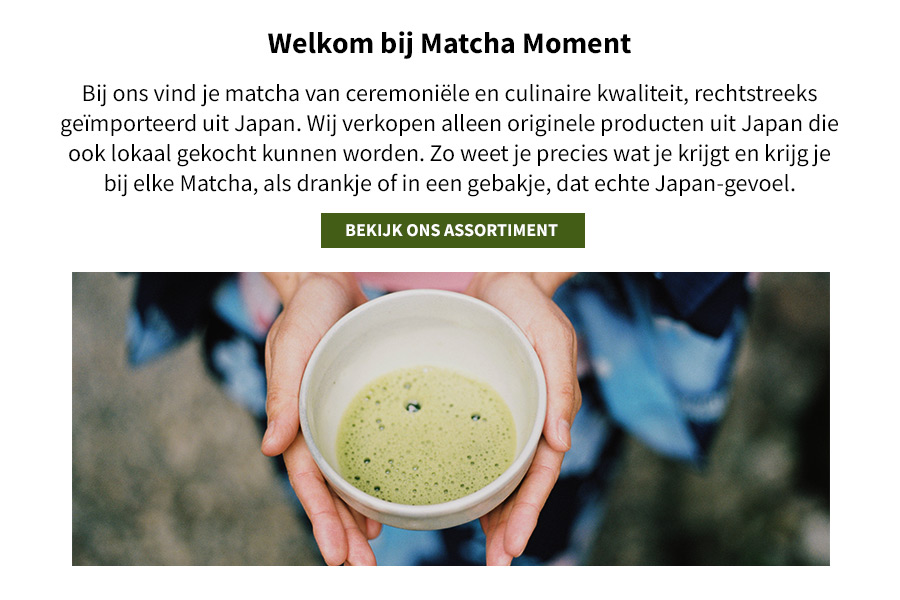 Welkom bij Matcha Moment
Bij ons vind je matcha van ceremoniële en culinaire kwaliteit, rechtstreeks
geïmporteerd uit Japan. Wij verkopen alleen originele producten uit Japan die
ook lokaal gekocht kunnen worden. Zo weet je precies wat je krijgt en krijg je
bij elke Matcha, als drankje of in een gebakje, dat echte Japan-gevoel.
BEKIJK ONS ASSORTIMENT